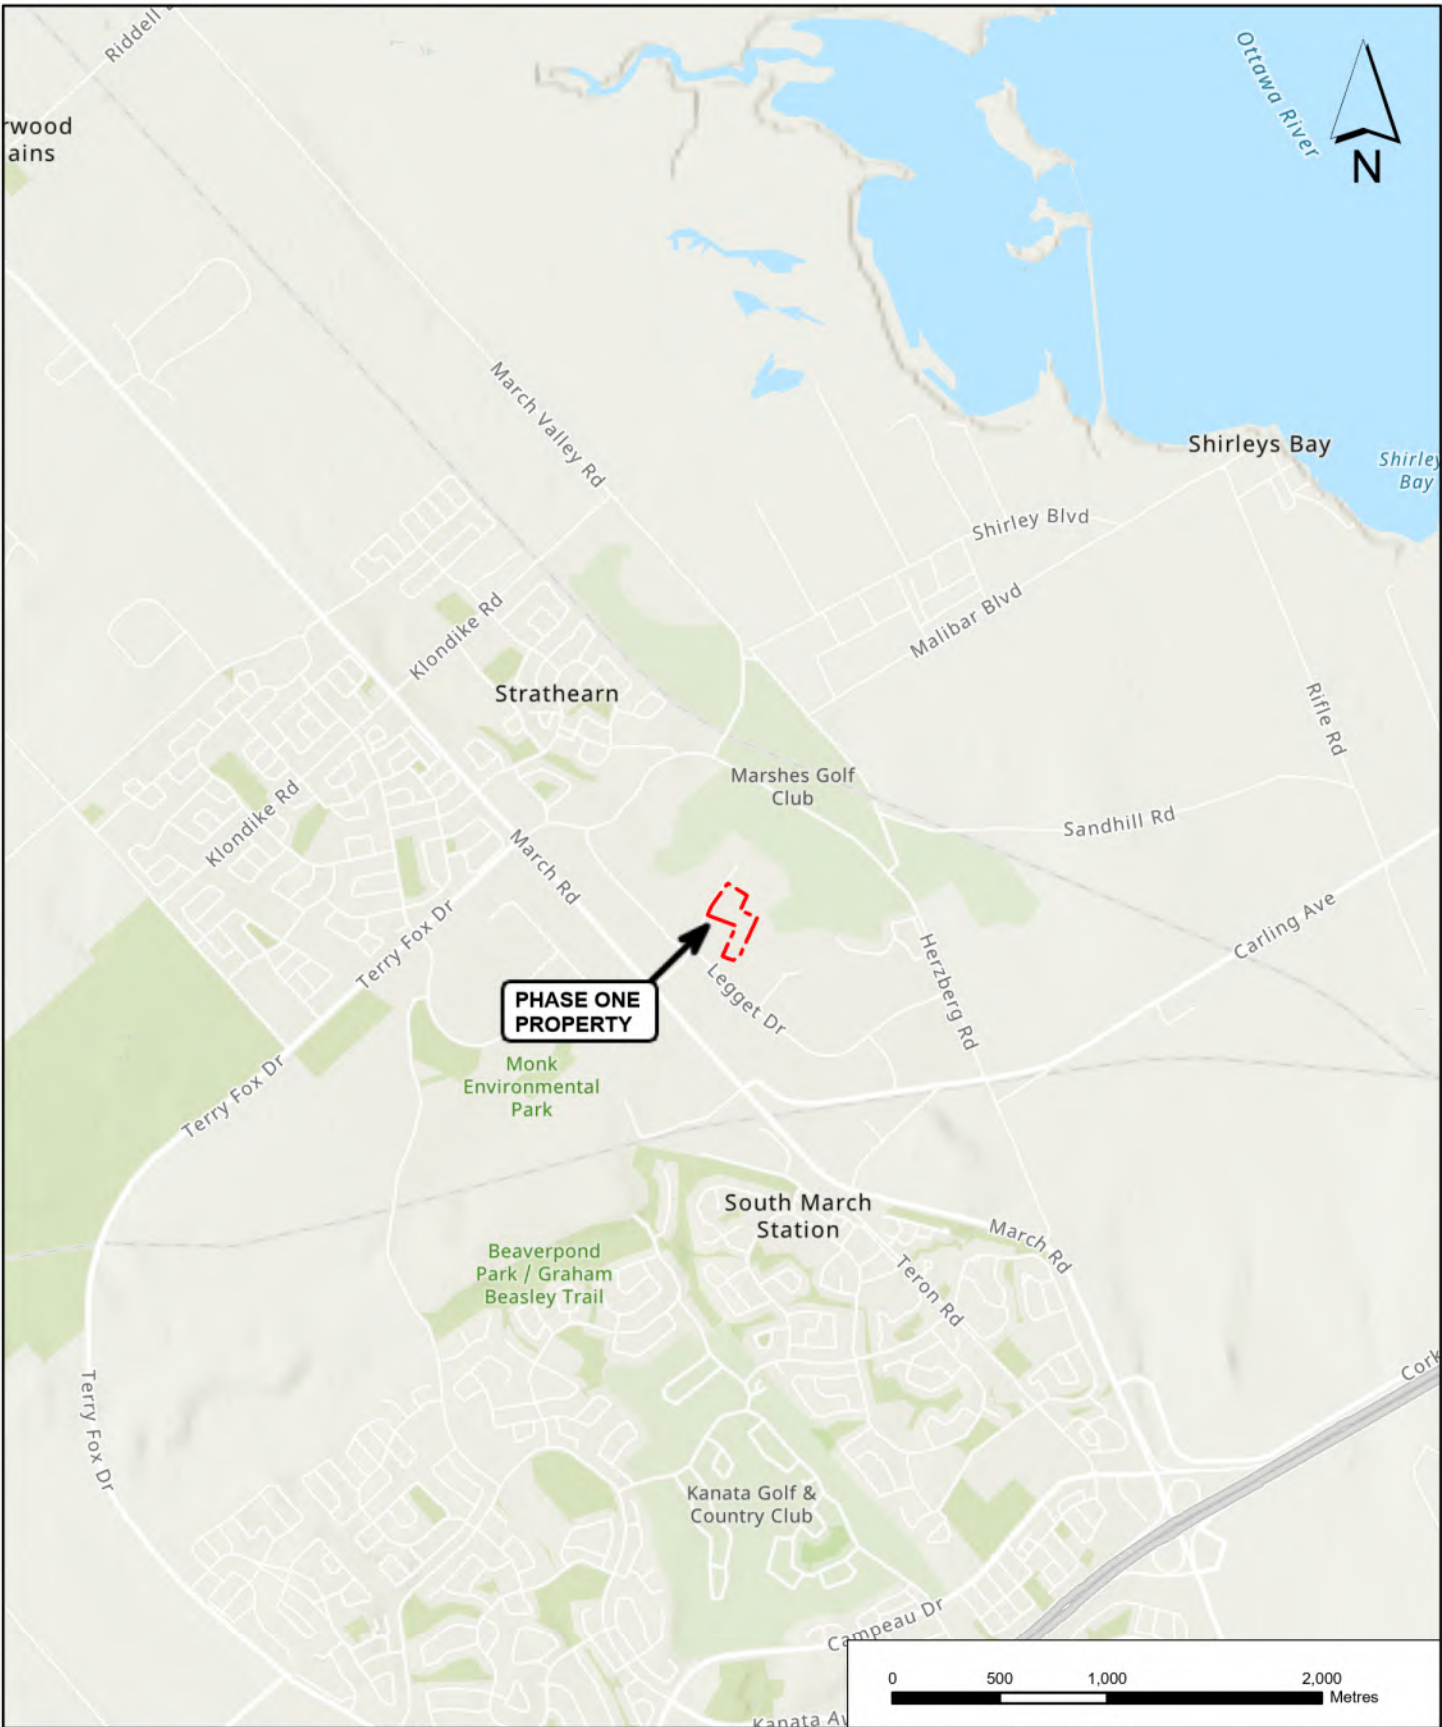 Riddell
Ottawa River
N
rwood
ains
March Valley Rd
Shirleys Bay
Shirley
Bay
Shirley Blvd
Malibar Blvd
Klondike Rd
Strathearn
Rifle Rd
Marshes Golf
Club
Klondike Rd
Sandhill Rd
March Rd
Terry Fox Dr
Carling Ave
Herzberg Rd
Legget Dr
PHASE ONE
PROPERTY
Monk
Environmental
Park
Terry Fox Dr
South March
Station
March Rd
Beaverpond
Park / Graham
Beasley Trail
Teron Rd
Cork
Terry Fox Dr
Kanata Golf &
Country Club
Campeau Dr
0 500 1,000 2,000
Metres
Kanata Av